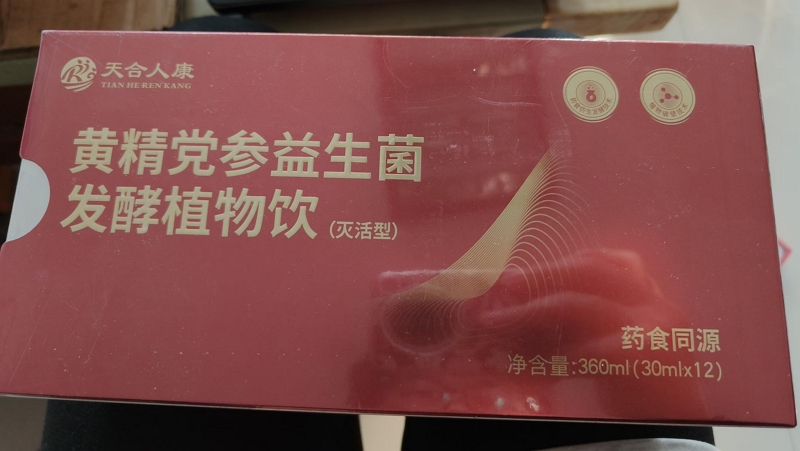 天合人康
TIAN HE REN KANG
黄精党参益生菌
发酵植物饮
(灭活型)
药食同源
净含量:360ml(30mlx12)